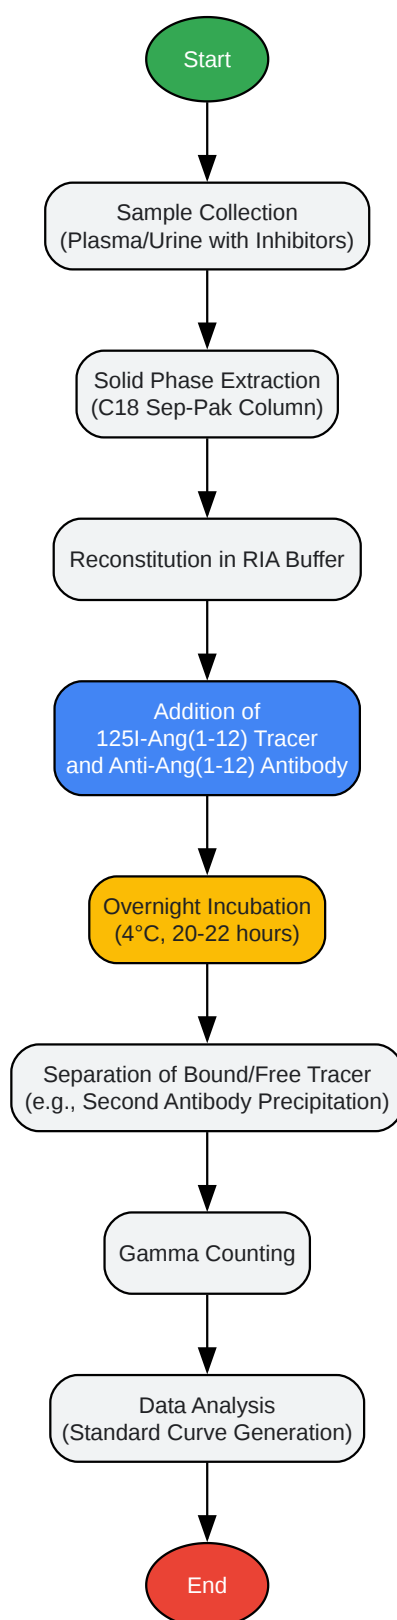 Start
Sample Collection
(Plasma/Urine with Inhibitors)
Solid Phase Extraction
(C18 Sep-Pak Column)
Reconstitution in RIA Buffer
Addition of
125I-Ang(1-12) Tracer
and Anti-Ang(1-12) Antibody
Overnight Incubation
(4°C, 20-22 hours)
Separation of Bound/Free Tracer
(e.g., Second Antibody Precipitation)
Gamma Counting
Data Analysis
(Standard Curve Generation)
End